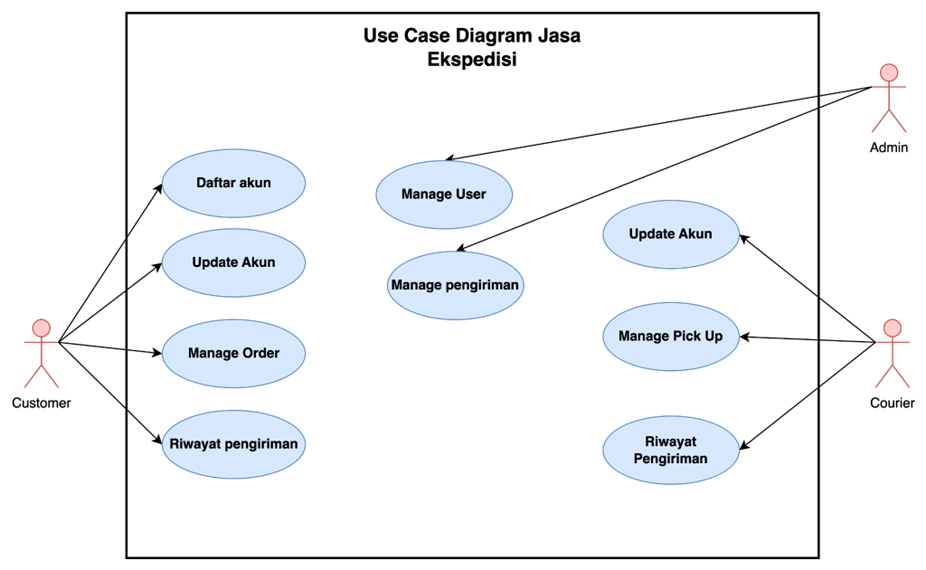 Use Case Diagram Jasa
Ekspedisi
Admin
Daftar akun
Manage User
Update Akun
Update Akun
Manage pengiriman
Manage Pick Up
Manage Order
Customer
Courier
Riwayat pengiriman
Riwayat
Pengiriman